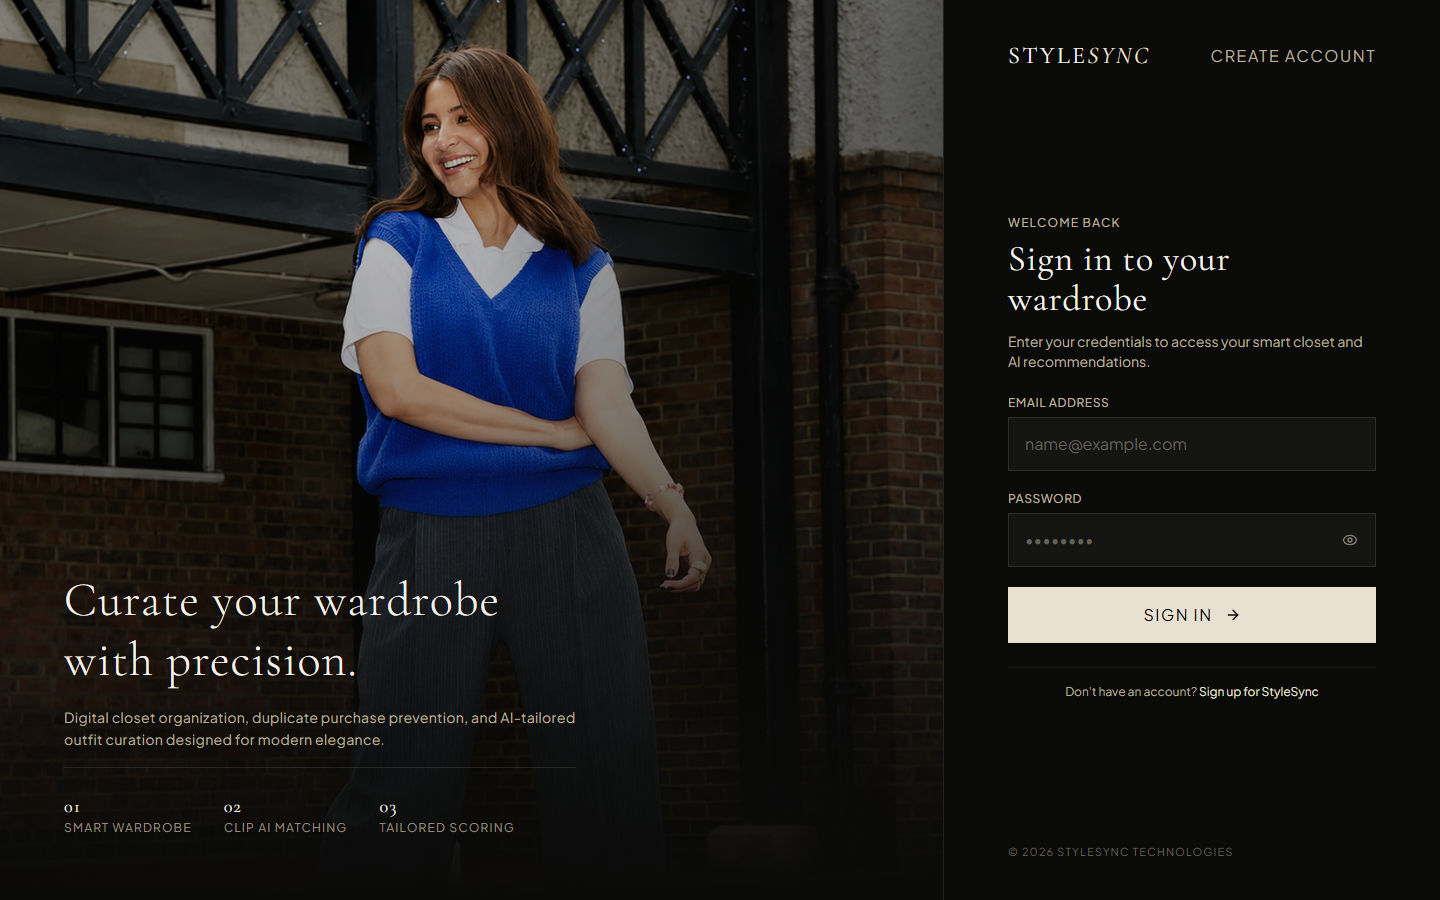 STYLESYNC
CREATE ACCOUNT
WELCOME BACK
Sign in to your
wardrobe
Enter your credentials to access your smart closet and
AI recommendations.
EMAIL ADDRESS
name@example.com
PASSWORD
••••••••
SIGN IN →
Don't have an account? Sign up for StyleSync
© 2026 STYLESYNC TECHNOLOGIES
Curate your wardrobe
with precision.
Digital closet organization, duplicate purchase prevention, and AI-tailored
outfit curation designed for modern elegance.
01
SMART WARDROBE
02
CLIP AI MATCHING
03
TAILORED SCORING